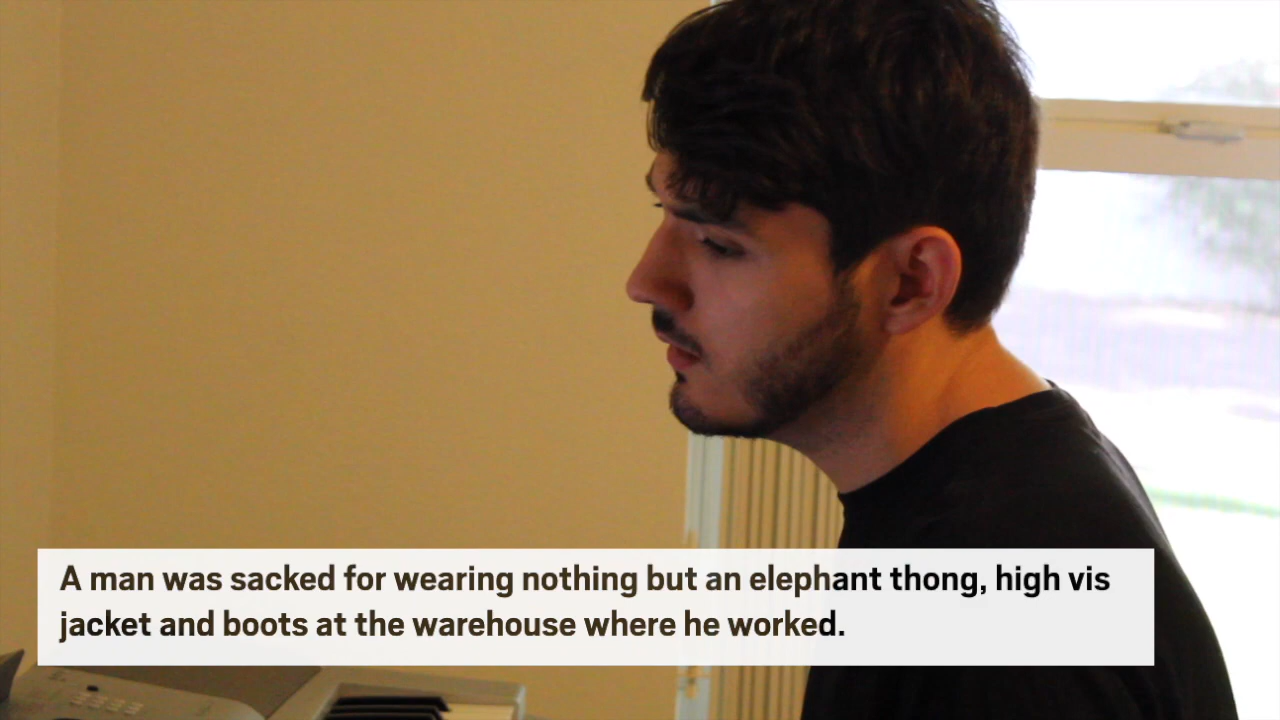 A man was sacked for wearing nothing but an elephant thong, high vis
jacket and boots at the warehouse where he worked.